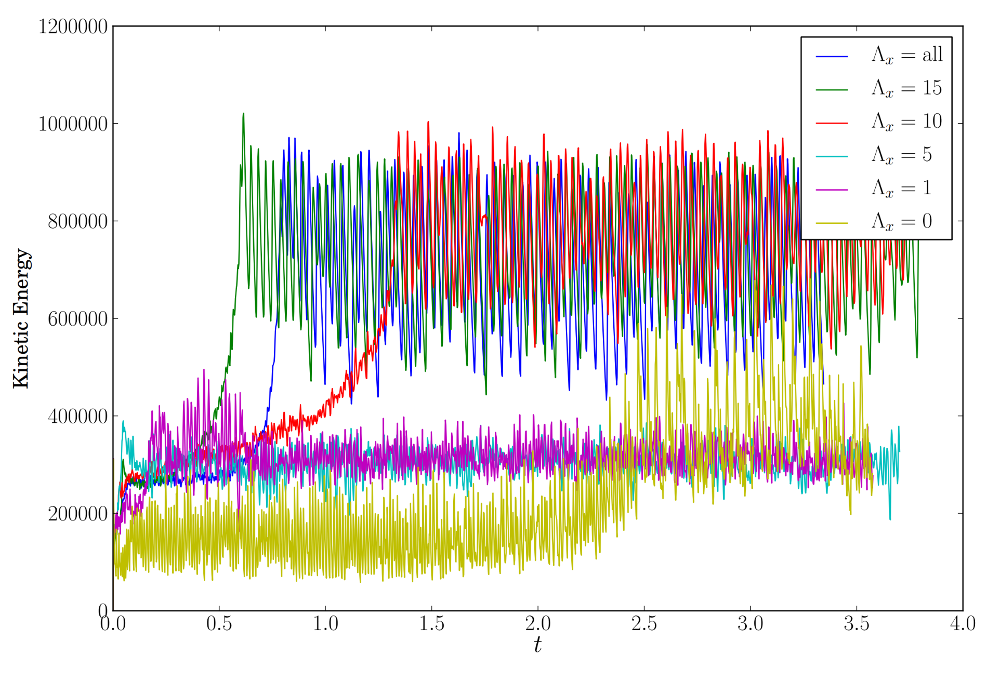 1200000
1000000
800000
600000
400000
200000
0
Kinetic Energy
0.0 0.5 1.0 1.5 2.0 2.5 3.0 3.5 4.0
t
Λx = all
Λx = 15
Λx = 10
Λx = 5
Λx = 1
Λx = 0